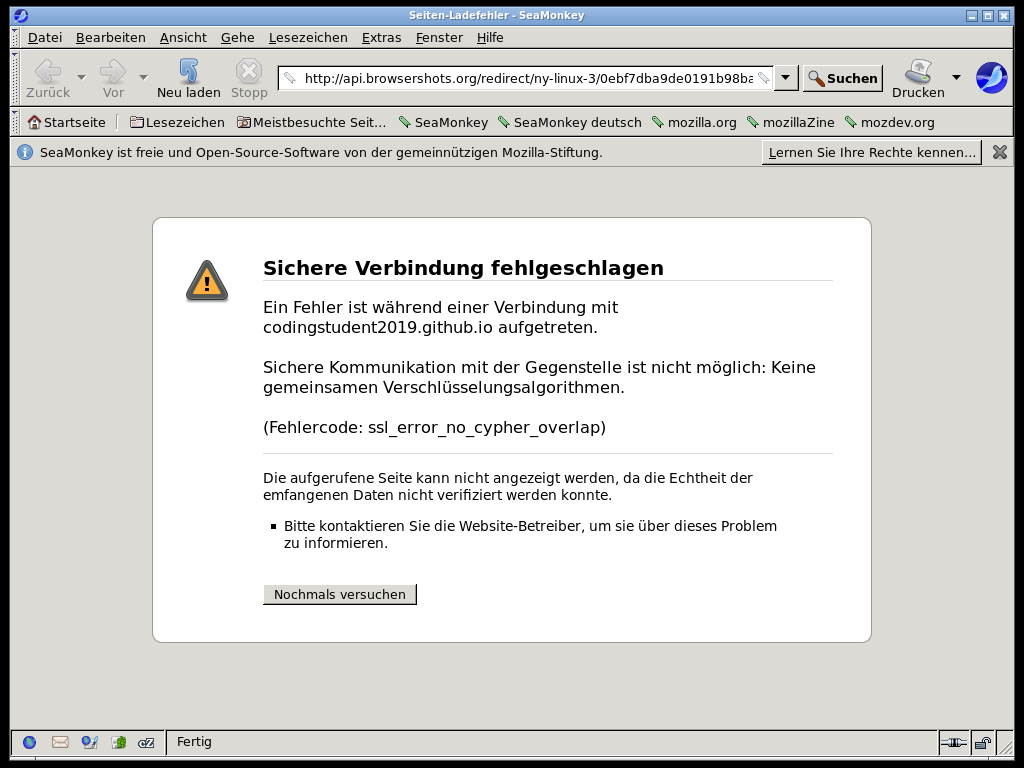 Seiten-Ladefehler - SeaMonkey
Datei Bearbeiten Ansicht Gehe Lesezeichen Extras Fenster Hilfe
Zurück Vor Neu laden Stopp http://api.browsershots.org/redirect/ny-linux-3/0ebf7dba9de0191b98ba Suchen Drucken
Startseite Lesezeichen Meistbesuchte Seit... SeaMonkey SeaMonkey deutsch mozilla.org mozillaZine mozdev.org
SeaMonkey ist freie und Open-Source-Software von der gemeinnützigen Mozilla-Stiftung. Lernen Sie Ihre Rechte kennen...
Sichere Verbindung fehlgeschlagen
Ein Fehler ist während einer Verbindung mit
codingstudent2019.github.io aufgetreten.
Sichere Kommunikation mit der Gegenstelle ist nicht möglich: Keine
gemeinsamen Verschlüsselungsalgorithmen.
(Fehlercode: ssl_error_no_cypher_overlap)
Die aufgerufene Seite kann nicht angezeigt werden, da die Echtheit der
emfangenen Daten nicht verifiziert werden konnte.
Bitte kontaktieren Sie die Website-Betreiber, um sie über dieses Problem
zu informieren.
Nochmals versuchen
cZ Fertig